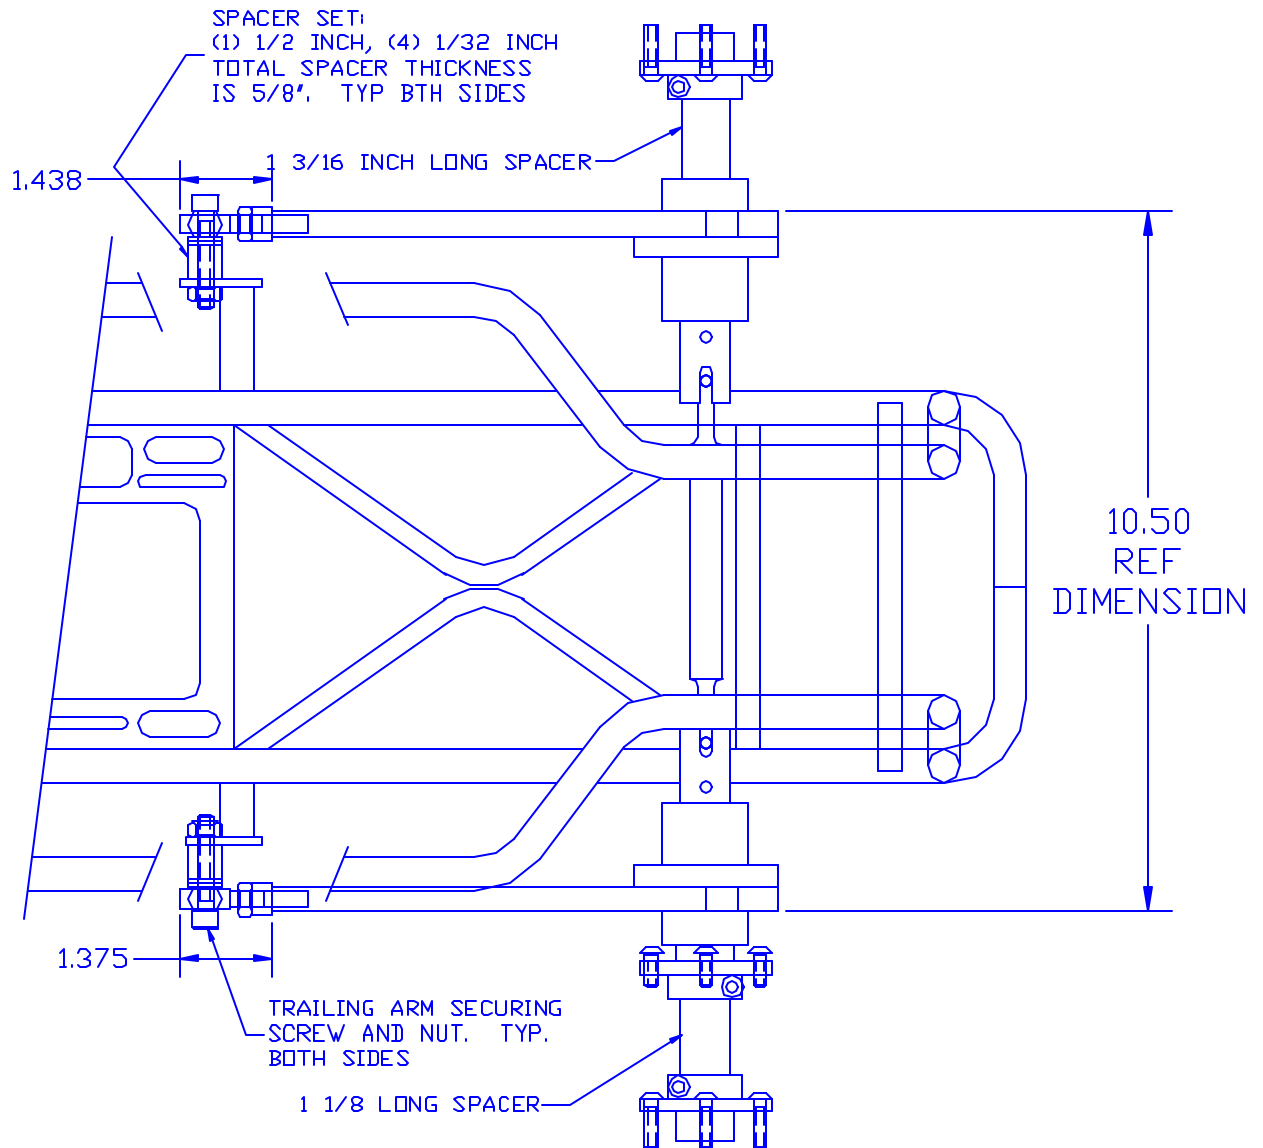 SPACER SET:
(1) 1/2 INCH, (4) 1/32 INCH
TOTAL SPACER THICKNESS
IS 5/8". TYP BTH SIDES
1 3/16 INCH LONG SPACER
1.438
10.50
REF
DIMENSION
1.375
TRAILING ARM SECURING
SCREW AND NUT. TYP.
BOTH SIDES
1 1/8 LONG SPACER